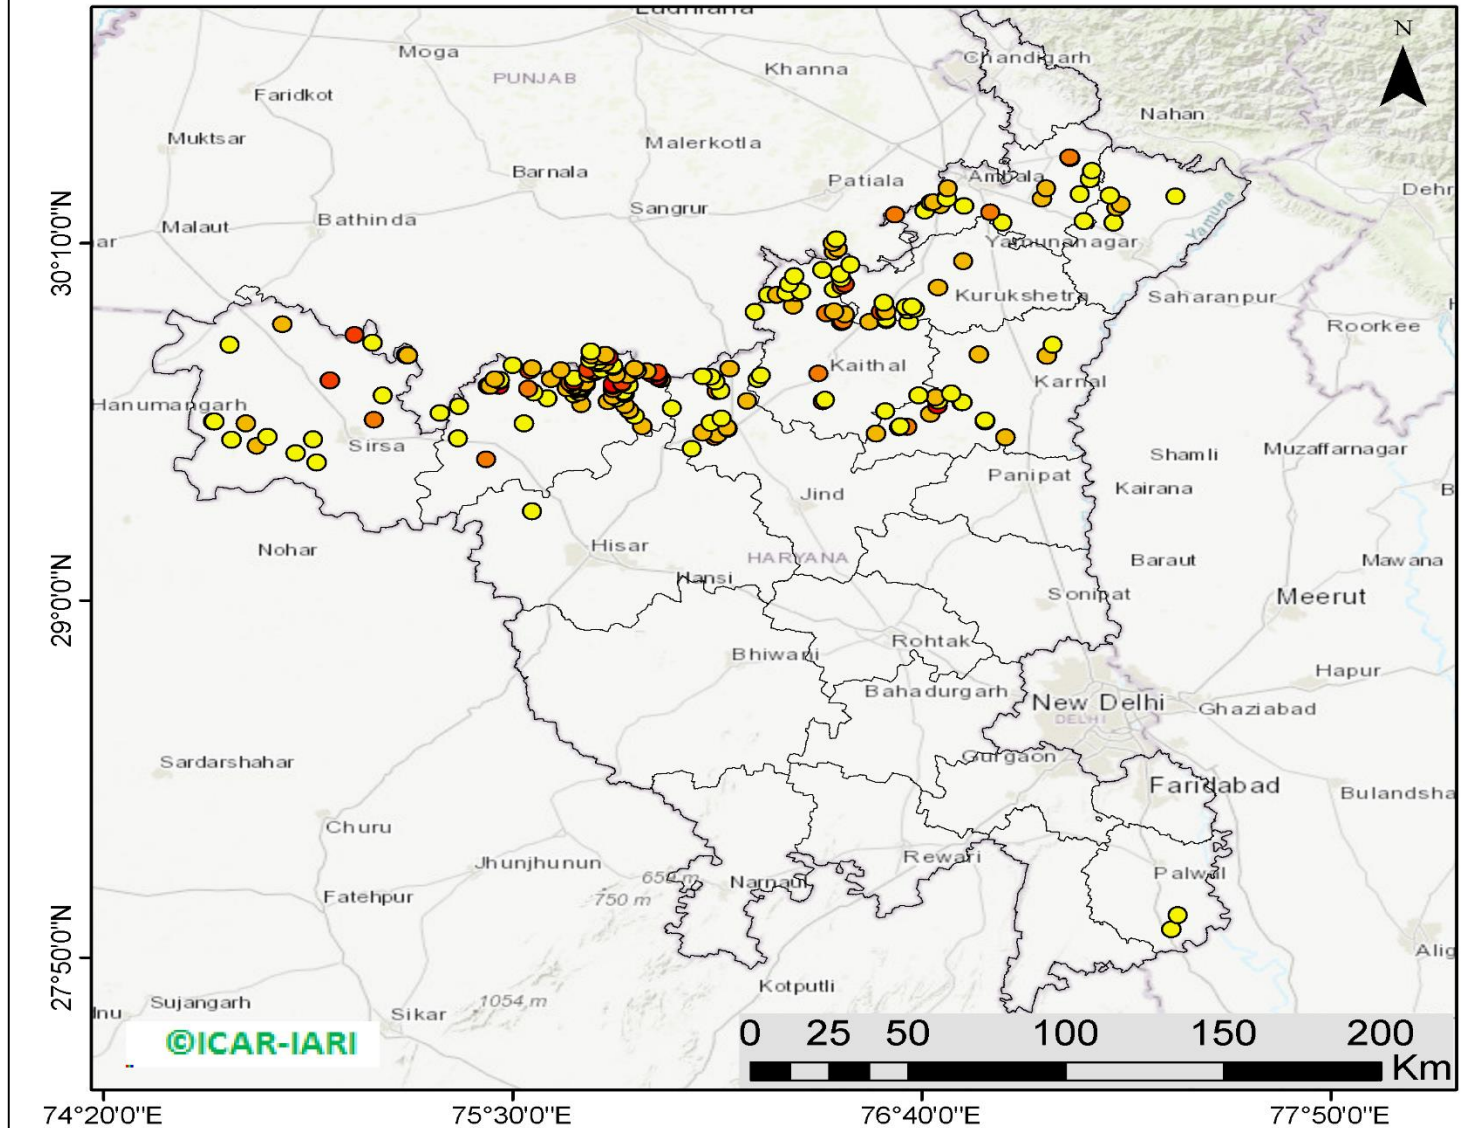 N
Chandigarh
Moga
Khanna
PUNJAB
Faridkot
Nahan
Muktsar
Malerkotla
Barnala
Patiala
Ambala
Sangrur
Bathinda
Malaut
Yamuna
30°10'0"N
Yamunanagar
Kurukshetra
Saharanpur
Roorkee
Kaithal
Karnal
Hanumangarh
Sirsa
Shamli
Muzaffarnagar
Panipat
Kairana
Jind
Nohar
Hisar
HARYANA
Baraut
Mawana
Hansi
29°0'0"N
Sonipat
Meerut
Rohtak
Bhiwani
Hapur
Bahadurgarh
New Delhi
DELHI
Ghaziabad
Sardarshahar
Gurgaon
Faridabad
Bulandsha
Churu
Jhunjhunun
Rewari
Palwal
650 m
Narnaul
Fatehpur
750 m
27°50'0"N
Kotputli
Sujangarh
1054 m
Sikar
©ICAR-IARI
0 25 50 100 150 200
Km
74°20'0"E 75°30'0"E 76°40'0"E 77°50'0"E